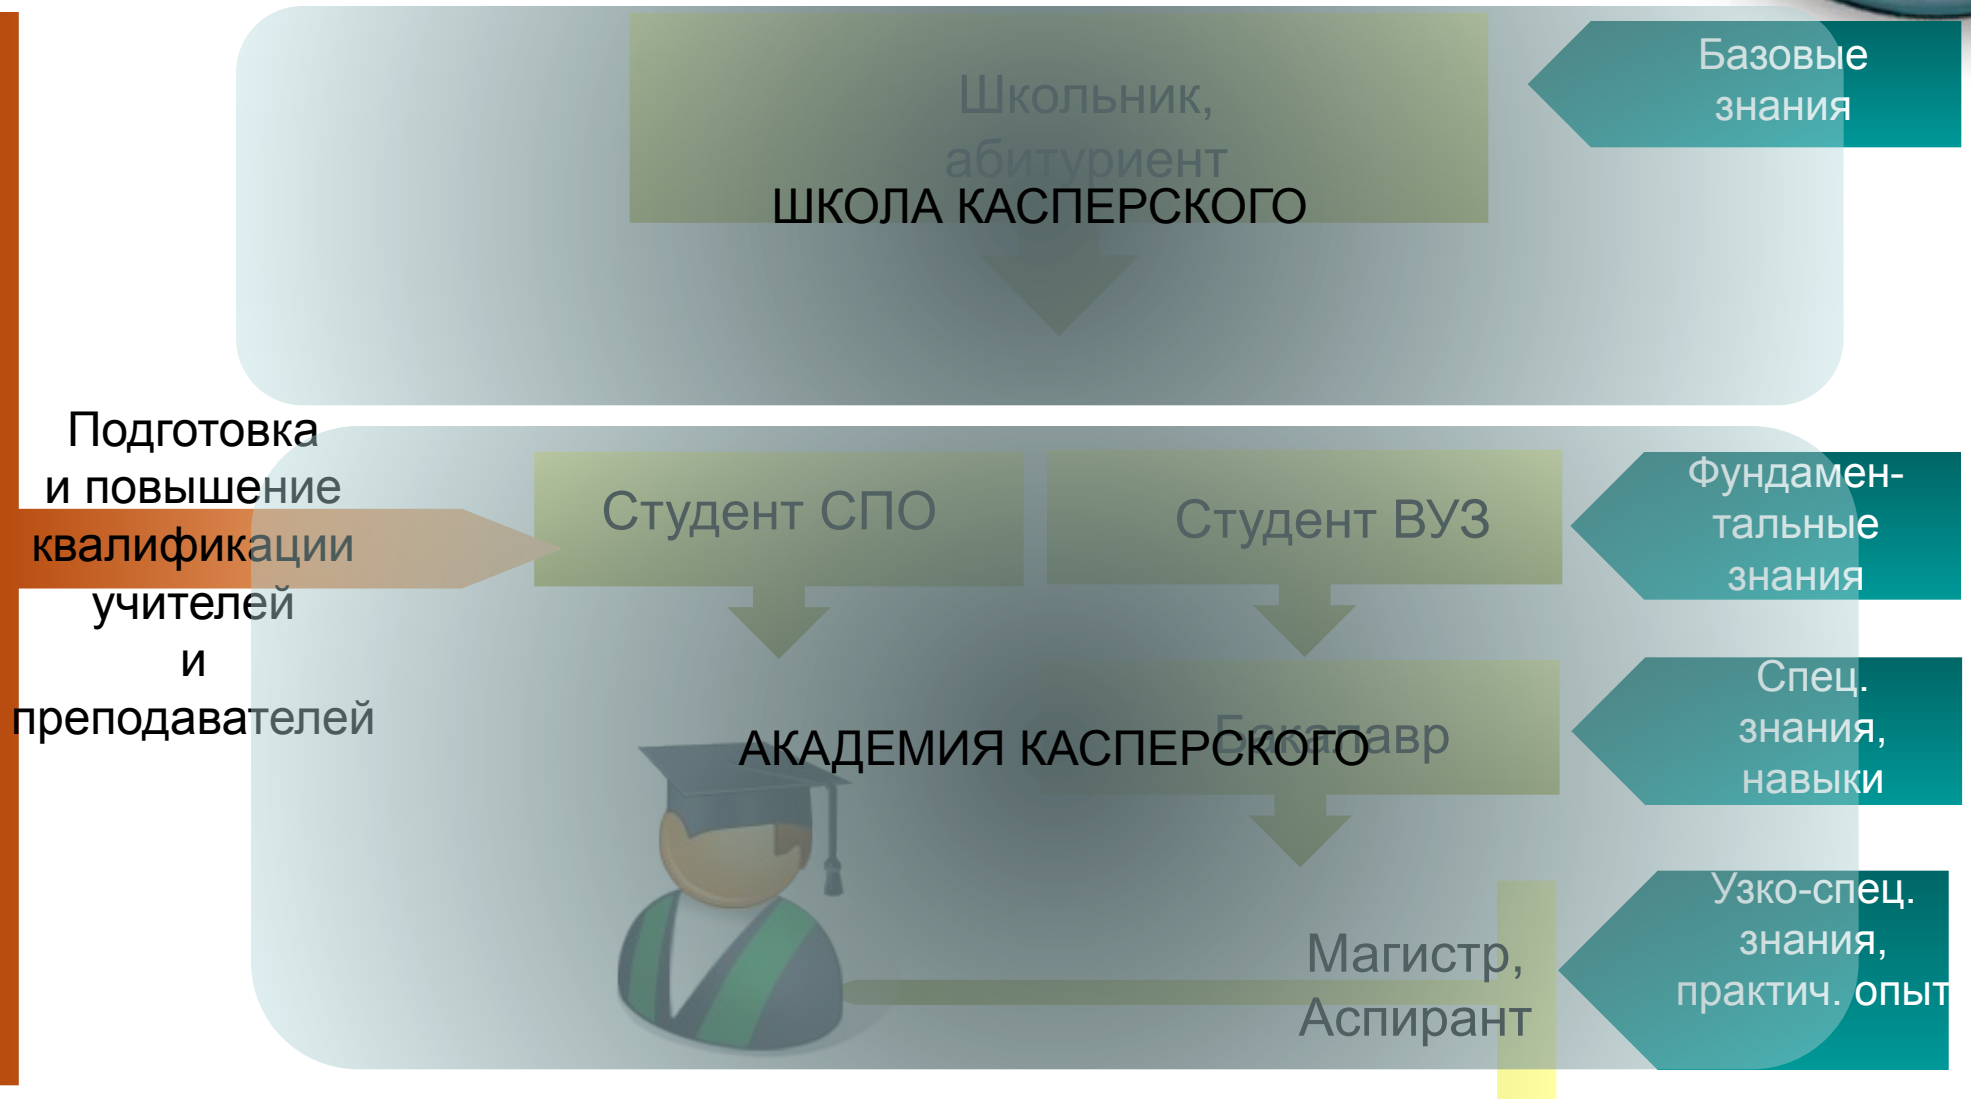 Базовые
знания
Школьник,
абитуриент
ШКОЛА КАСПЕРСКОГО
Подготовка
и повышение
квалификации
учителей
и
преподавателей
Студент СПО
Студент ВУЗ
Фундамен-
тальные
знания
Бакалавр
АКАДЕМИЯ КАСПЕРСКОГО
Спец.
знания,
навыки
Магистр,
Аспирант
Узко-спец.
знания,
практич. опыт